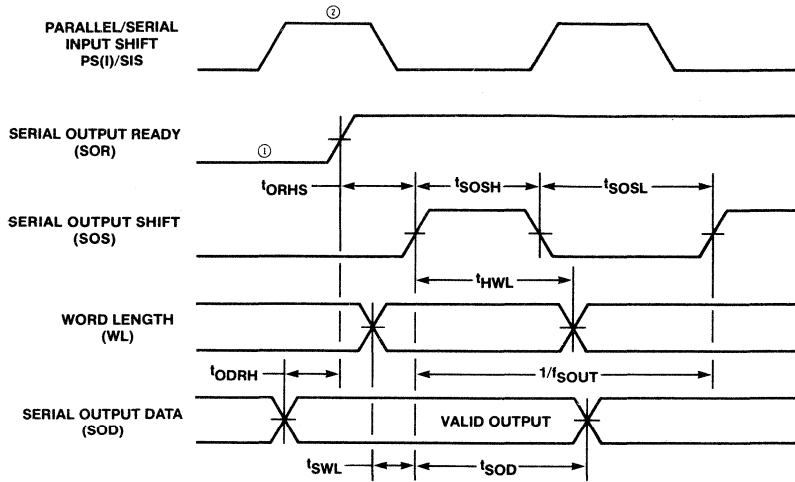 PARALLEL/SERIAL
INPUT SHIFT
PS(I)/SIS
②
SERIAL OUTPUT READY
(SOR)
①
tORHS
tSOSH
tSOSL
SERIAL OUTPUT SHIFT
(SOS)
tHWL
WORD LENGTH
(WL)
tODRH
1/fSOUT
SERIAL OUTPUT DATA
(SOD)
VALID OUTPUT
tSWL
tSOD